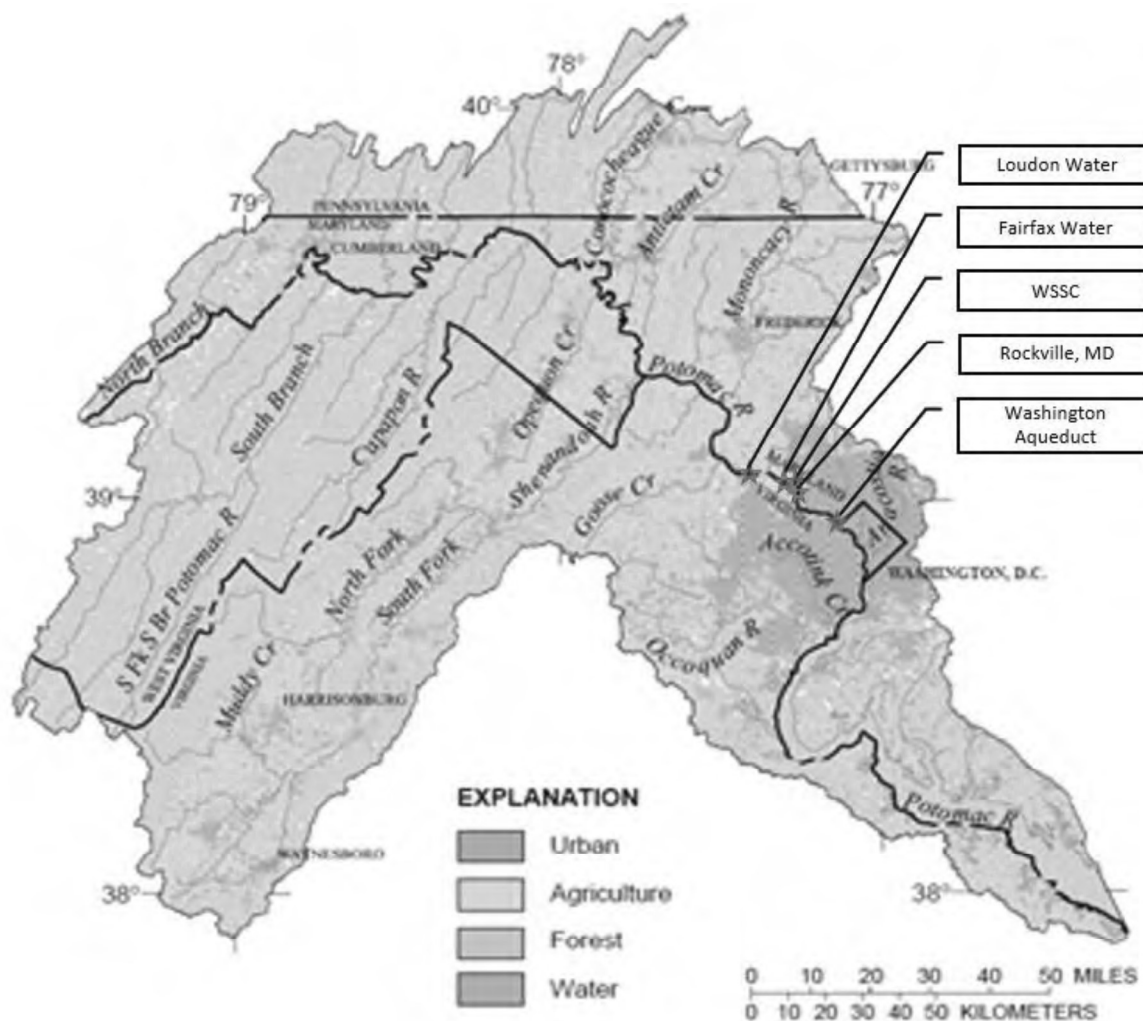 78°
40°
Conococheague Cr
Antietam Cr
GETTYSBURG
79°
77°
PENNSYLVANIA
MARYLAND
CUMBERLAND
Monocacy R
FREDERICK
North Branch
South Branch
Capapon R
Opequon Cr
Shenandoah R
Potomac R
Loudon Water
Fairfax Water
WSSC
Rockville, MD
Washington
Aqueduct
39°
MARYLAND
VIRGINIA
Goose Cr
S Fk S Br Potomac R
WEST VIRGINIA
VIRGINIA
North Fork
South Fork
Muddy Cr
HARRISONBURG
Accotink Cr
WASHINGTON, D.C.
Occoquan R
WAYNESBORO
38°
Potomac R
38°
EXPLANATION
Urban
Agriculture
Forest
Water
0 10 20 30 40 50 MILES
0 10 20 30 40 50 KILOMETERS